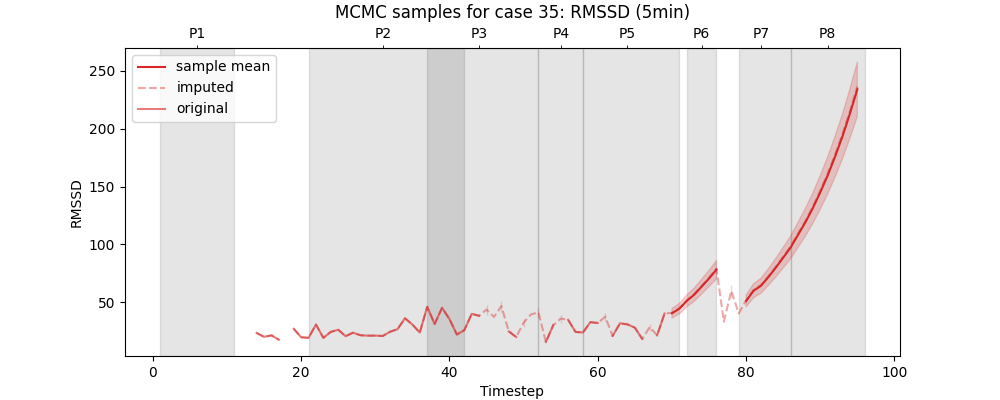 MCMC samples for case 35: RMSSD (5min)
P1 P2 P3 P4 P5 P6 P7 P8
sample mean
imputed
original
250
200
150
100
50
RMSSD
0 20 40 60 80 100
Timestep